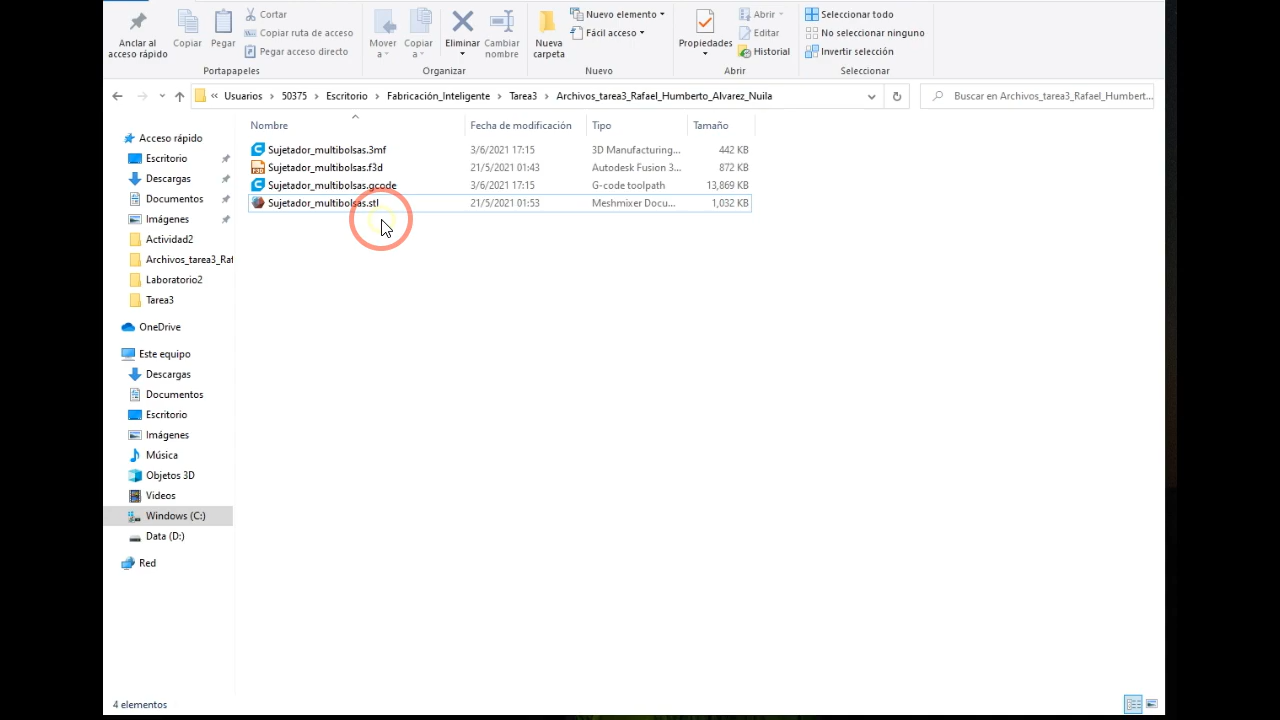 Anclar al acceso rápido
Copiar
Pegar
Cortar
Copiar ruta de acceso
Pegar acceso directo
Portapapeles
Mover a
Copiar a
Eliminar
Cambiar nombre
Organizar
Nueva carpeta
Nuevo elemento
Fácil acceso
Nuevo
Propiedades
Abrir
Editar
Historial
Abrir
Seleccionar todo
No seleccionar ninguno
Invertir selección
Seleccionar
« Usuarios > 50375 > Escritorio > Fabricación_Inteligente > Tarea3 > Archivos_tarea3_Rafael_Humberto_Alvarez_Nuila
Buscar en Archivos_tarea3_Rafael_Humbert...
Nombre Fecha de modificación Tipo Tamaño
Sujetador_multibolsas.3mf 3/6/2021 17:15 3D Manufacturing... 442 KB
Sujetador_multibolsas.f3d 21/5/2021 01:43 Autodesk Fusion 3... 872 KB
Sujetador_multibolsas.gcode 3/6/2021 17:15 G-code toolpath 13,869 KB
Sujetador_multibolsas.stl 21/5/2021 01:53 Meshmixer Docu... 1,032 KB
Acceso rápido
Escritorio
Descargas
Documentos
Imágenes
Actividad2
Archivos_tarea3_Raf
Laboratorio2
Tarea3
OneDrive
Este equipo
Descargas
Documentos
Escritorio
Imágenes
Música
Objetos 3D
Videos
Windows (C:)
Data (D:)
Red
4 elementos